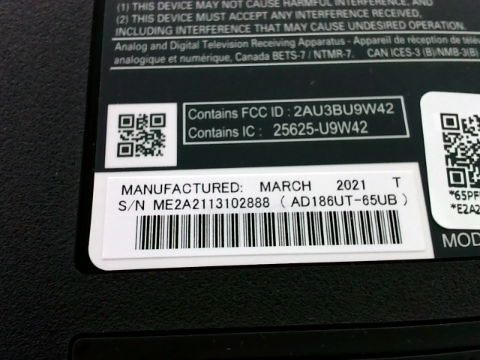 (1) THIS DEVICE MAY NOT CAUSE HARMFUL INTERFERENCE, AND
(2) THIS DEVICE MUST ACCEPT ANY INTERFERENCE RECEIVED,
INCLUDING INTERFERENCE THAT MAY CAUSE UNDESIRED OPERATION.
Analog and Digital Television Receiving Apparatus - Appareil de réception de télé
analogique et numérique, Canada BETS-7 / NTMR-7. CAN ICES-3 (B)/NMB-3(B)
Contains FCC ID : 2AU3BU9W42
Contains IC : 25625-U9W42
MANUFACTURED: MARCH 2021 T
S/N ME2A2113102888 ( AD186UT-65UB )
*65PF
*E2A2
MOD